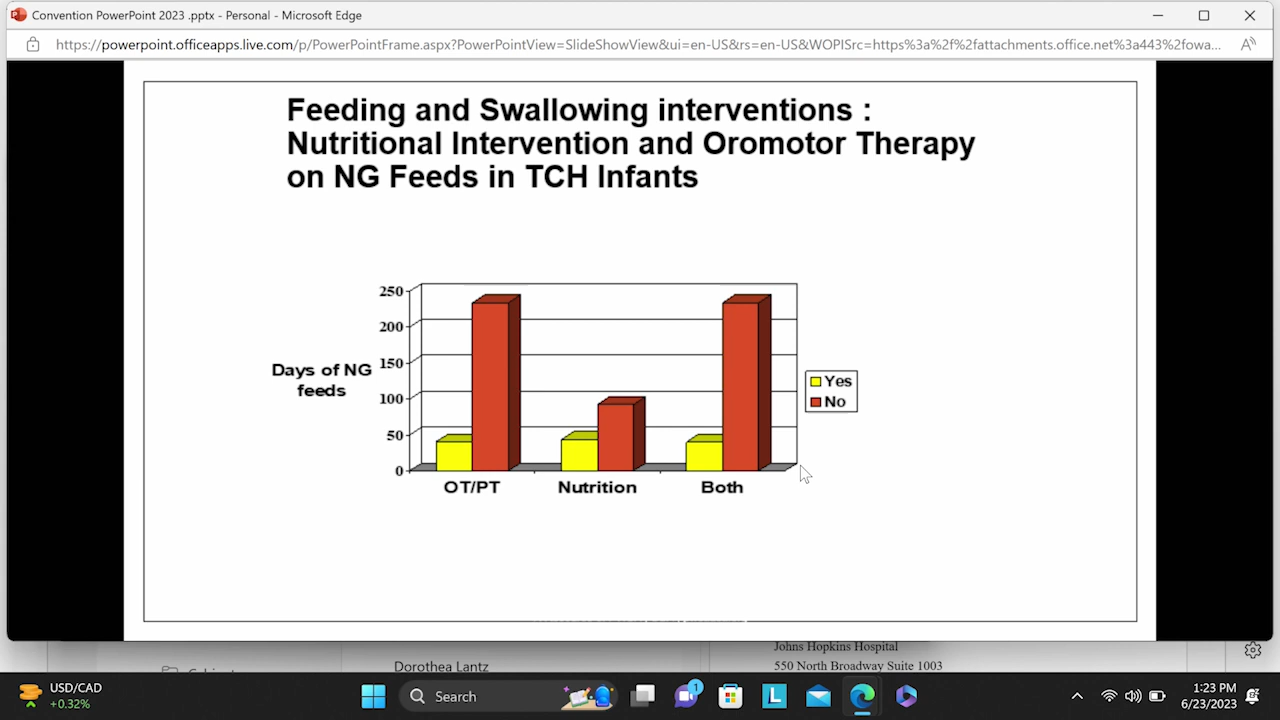 Convention PowerPoint 2023 .pptx - Personal - Microsoft Edge
https://powerpoint.officeapps.live.com/p/PowerPointFrame.aspx?PowerPointView=SlideShowView&ui=en-US&rs=en-US&WOPISrc=https%3a%2f%2fattachments.office.net%3a443%2fowa...
Feeding and Swallowing interventions :
Nutritional Intervention and Oromotor Therapy
on NG Feeds in TCH Infants
250
200
150
100
50
0
Days of NG
feeds
Yes
No
OT/PT Nutrition Both
Johns Hopkins Hospital
Dorothea Lantz
550 North Broadway Suite 1003
USD/CAD
+0.32%
Search
1
L
1:23 PM
6/23/2023